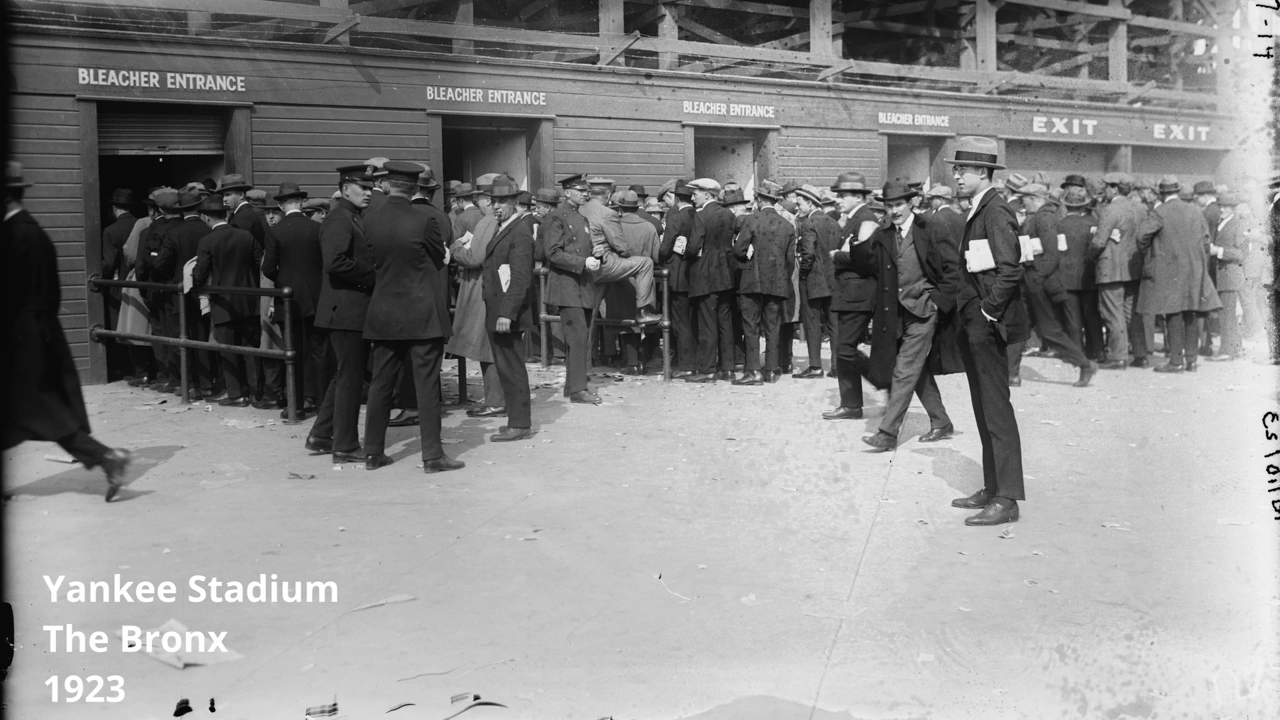 BLEACHER ENTRANCE
BLEACHER ENTRANCE
BLEACHER ENTRANCE
BLEACHER ENTRANCE
EXIT
EXIT
Yankee Stadium
The Bronx
1923